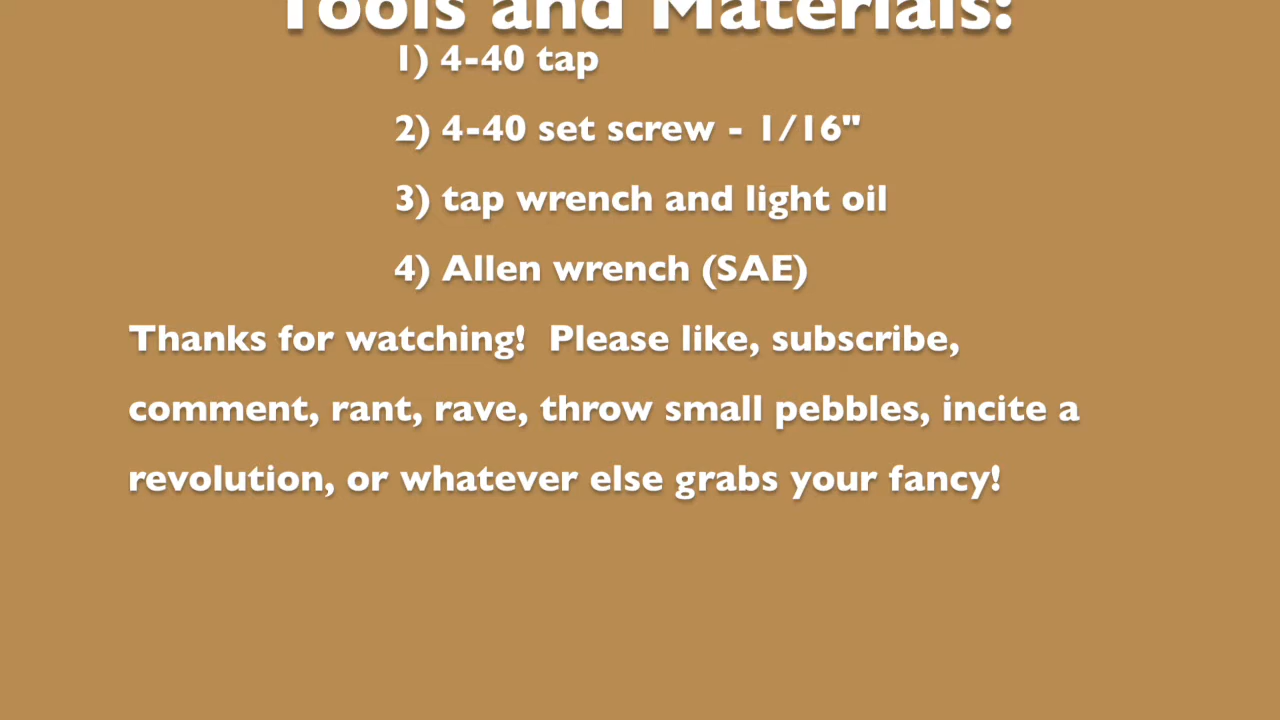 Tools and Materials:
1) 4-40 tap
2) 4-40 set screw - 1/16"
3) tap wrench and light oil
4) Allen wrench (SAE)
Thanks for watching!  Please like, subscribe,
comment, rant, rave, throw small pebbles, incite a
revolution, or whatever else grabs your fancy!